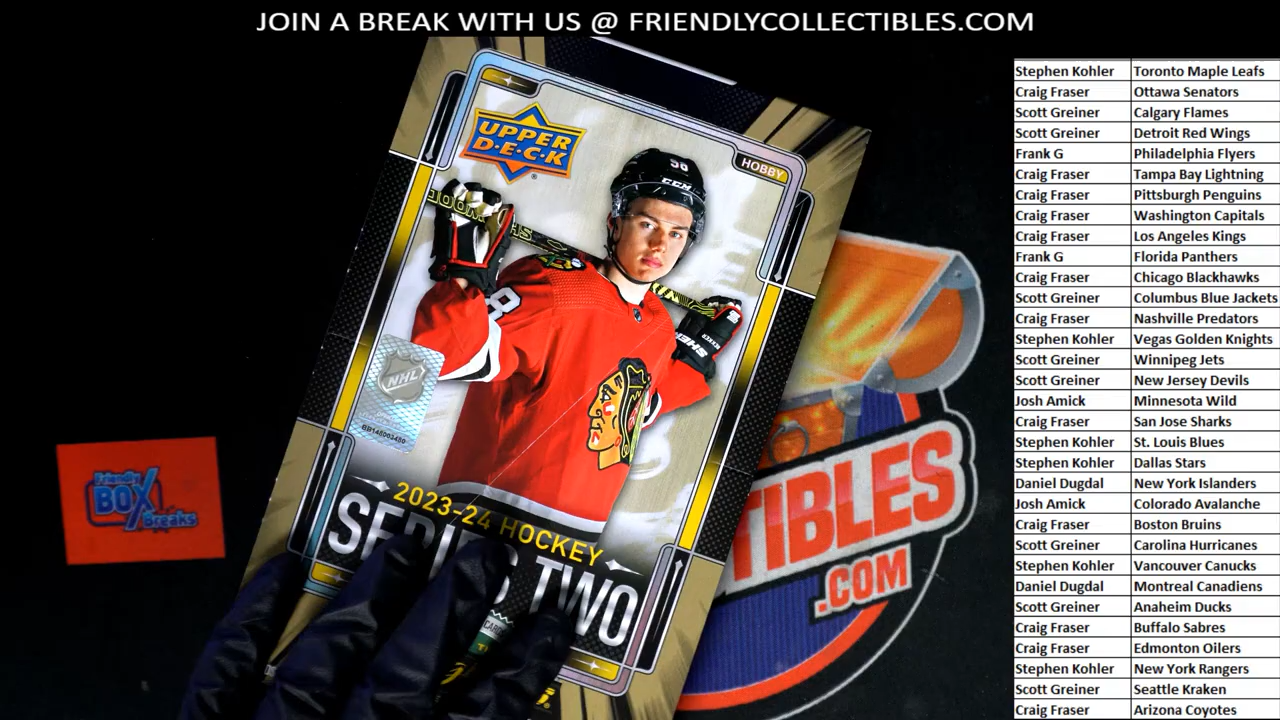 JOIN A BREAK WITH US @ FRIENDLYCOLLECTIBLES.COM
UPPER
D·E·C·K
HOBBY
98
CCM
NHL
2023-24 HOCKEY
SERIES TWO
Friendly
BOX
Breaks
TIBLES
.COM
Stephen Kohler Toronto Maple Leafs
Craig Fraser Ottawa Senators
Scott Greiner Calgary Flames
Scott Greiner Detroit Red Wings
Frank G Philadelphia Flyers
Craig Fraser Tampa Bay Lightning
Craig Fraser Pittsburgh Penguins
Craig Fraser Washington Capitals
Craig Fraser Los Angeles Kings
Frank G Florida Panthers
Craig Fraser Chicago Blackhawks
Scott Greiner Columbus Blue Jackets
Craig Fraser Nashville Predators
Stephen Kohler Vegas Golden Knights
Scott Greiner Winnipeg Jets
Scott Greiner New Jersey Devils
Josh Amick Minnesota Wild
Craig Fraser San Jose Sharks
Stephen Kohler St. Louis Blues
Stephen Kohler Dallas Stars
Daniel Dugdal New York Islanders
Josh Amick Colorado Avalanche
Craig Fraser Boston Bruins
Scott Greiner Carolina Hurricanes
Stephen Kohler Vancouver Canucks
Daniel Dugdal Montreal Canadiens
Scott Greiner Anaheim Ducks
Craig Fraser Buffalo Sabres
Craig Fraser Edmonton Oilers
Stephen Kohler New York Rangers
Scott Greiner Seattle Kraken
Craig Fraser Arizona Coyotes